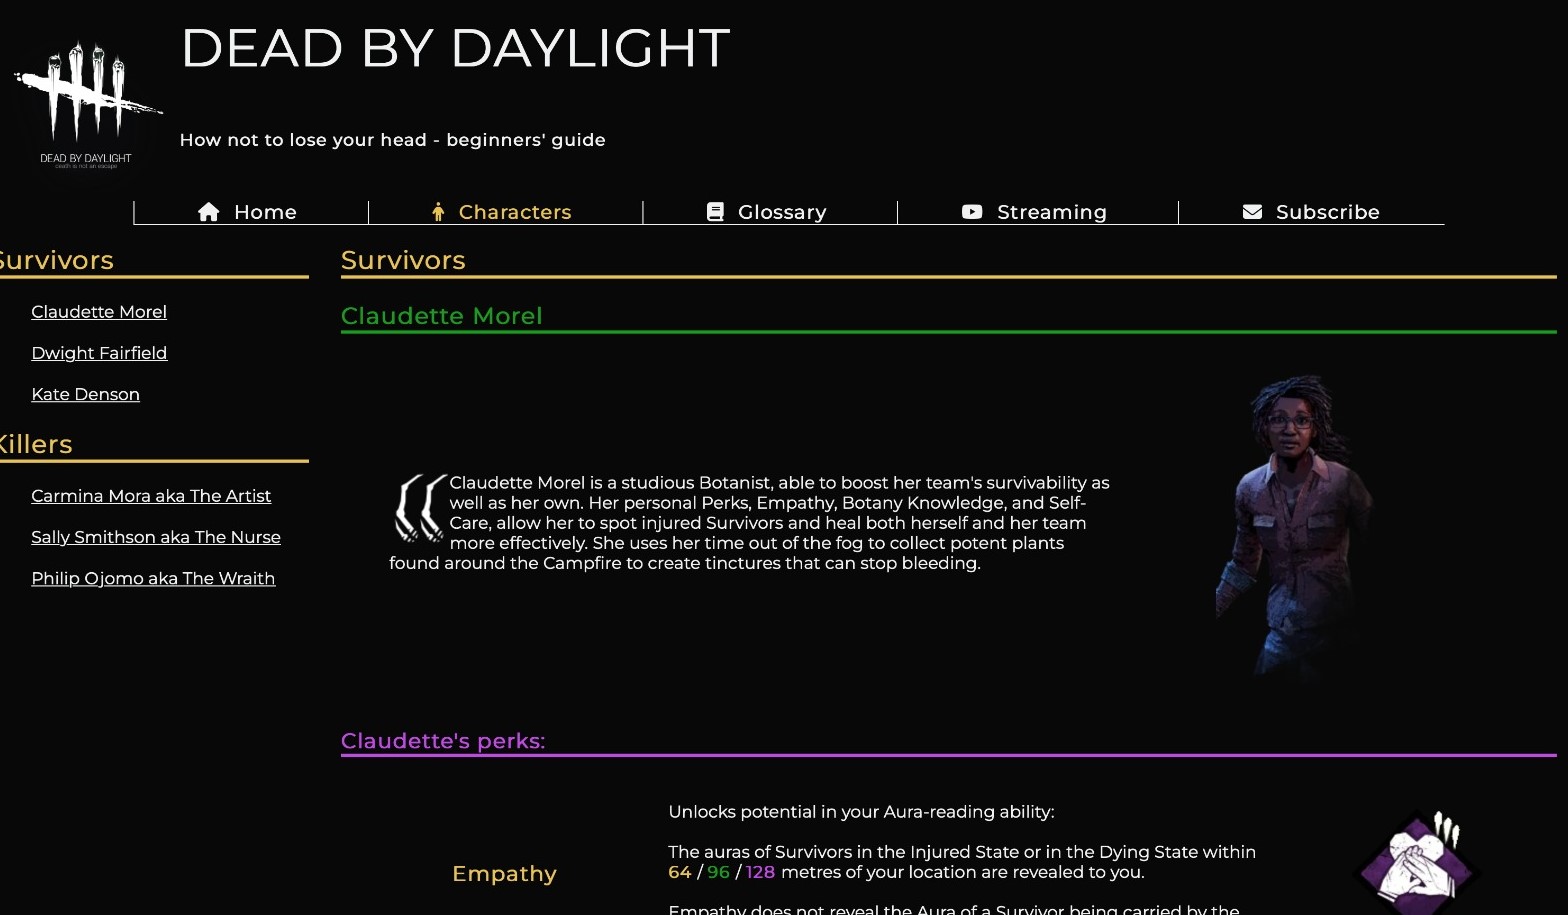 DEAD BY DAYLIGHT
DEAD BY DAYLIGHT
death is not an escape
How not to lose your head - beginners' guide
Home
Characters
Glossary
Streaming
Subscribe
Survivors
Claudette Morel
Dwight Fairfield
Kate Denson
Killers
Carmina Mora aka The Artist
Sally Smithson aka The Nurse
Philip Ojomo aka The Wraith
Survivors
Claudette Morel
Claudette Morel is a studious Botanist, able to boost her team's survivability as
well as her own. Her personal Perks, Empathy, Botany Knowledge, and Self-
Care, allow her to spot injured Survivors and heal both herself and her team
more effectively. She uses her time out of the fog to collect potent plants
found around the Campfire to create tinctures that can stop bleeding.
Claudette's perks:
Empathy
Unlocks potential in your Aura-reading ability:
The auras of Survivors in the Injured State or in the Dying State within
64 / 96 / 128 metres of your location are revealed to you.
Empathy does not reveal the Aura of a Survivor being carried by the